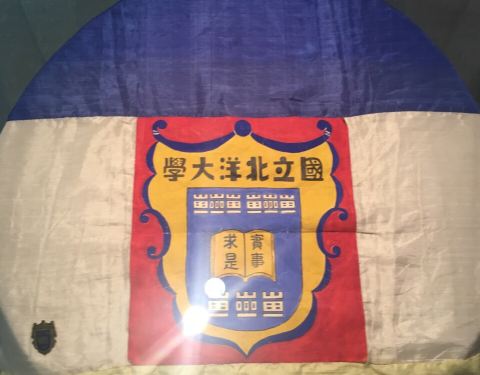 國立北洋大學
實事
求是